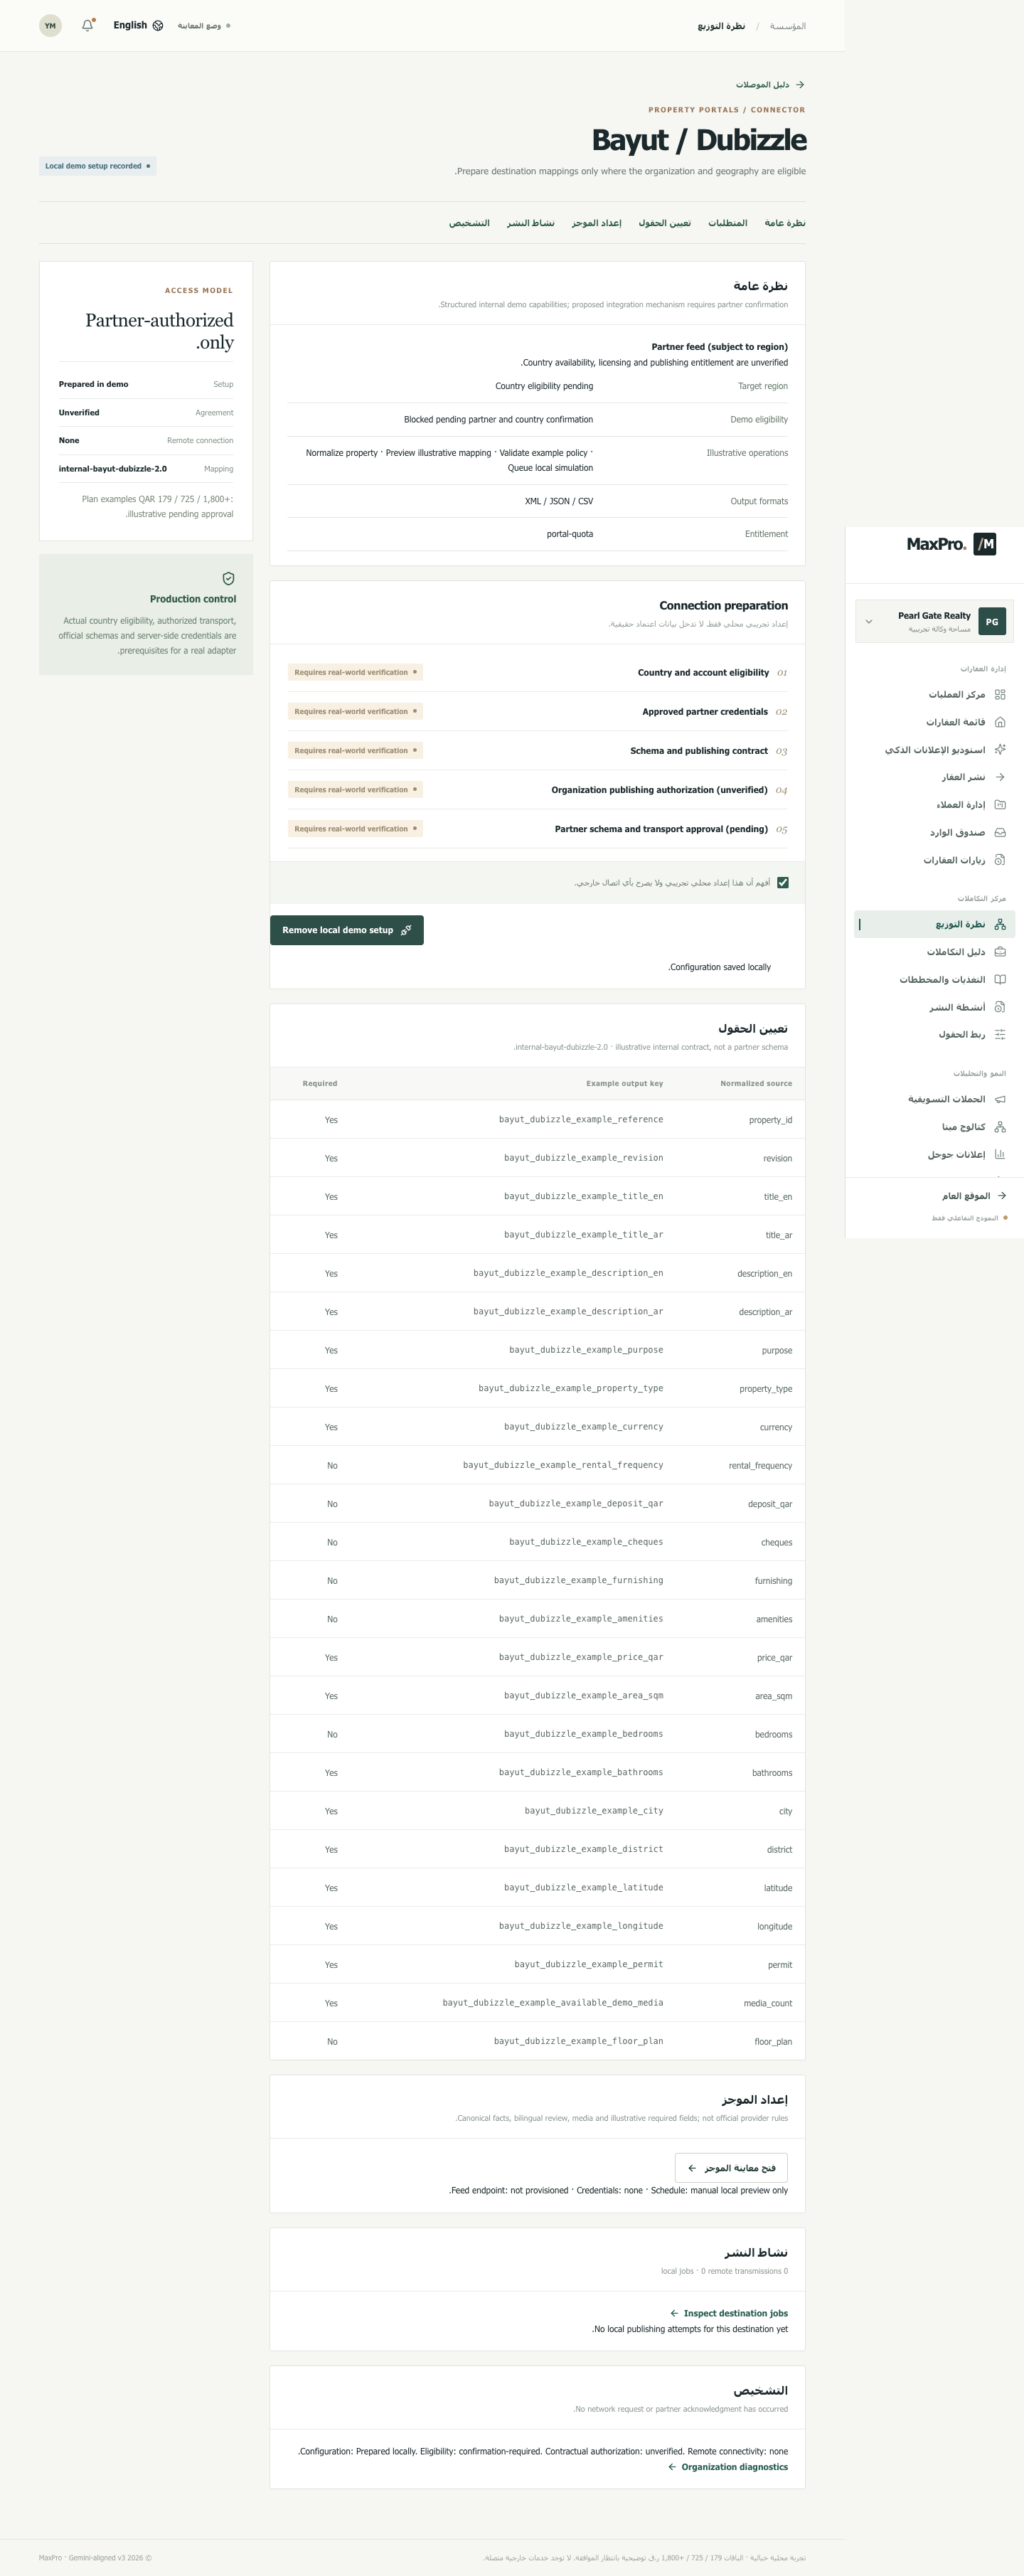 المؤسسة / نظرة التوزيع
وضع المعاينة
English
YM
دليل الموصلات
PROPERTY PORTALS / CONNECTOR
Bayut / Dubizzle
Prepare destination mappings only where the organization and geography are eligible.
Local demo setup recorded
نظرة عامة
المتطلبات
تعيين الحقول
إعداد الموجز
نشاط النشر
التشخيص
نظرة عامة
Structured internal demo capabilities; proposed integration mechanism requires partner confirmation.
Partner feed (subject to region)
Country availability, licensing and publishing entitlement are unverified.
Target region
Country eligibility pending
Demo eligibility
Blocked pending partner and country confirmation
Illustrative operations
Normalize property · Preview illustrative mapping · Validate example policy ·
Queue local simulation
Output formats
XML / JSON / CSV
Entitlement
portal-quota
ACCESS MODEL
Partner-authorized
only.
Setup
Prepared in demo
Agreement
Unverified
Remote connection
None
Mapping
internal-bayut-dubizzle-2.0
Plan examples QAR 179 / 725 / 1,800+:
illustrative pending approval.
Production control
Actual country eligibility, authorized transport,
official schemas and server-side credentials are
prerequisites for a real adapter.
Connection preparation
إعداد تجريبي محلي فقط. لا تدخل بيانات اعتماد حقيقية.
01 Country and account eligibility
Requires real-world verification
02 Approved partner credentials
Requires real-world verification
03 Schema and publishing contract
Requires real-world verification
04 Organization publishing authorization (unverified)
Requires real-world verification
05 Partner schema and transport approval (pending)
Requires real-world verification
أفهم أن هذا إعداد محلي تجريبي ولا يصرح بأي اتصال خارجي.
Remove local demo setup
Configuration saved locally.
تعيين الحقول
internal-bayut-dubizzle-2.0 · illustrative internal contract, not a partner schema.
Normalized source Example output key Required
property_id bayut_dubizzle_example_reference Yes
revision bayut_dubizzle_example_revision Yes
title_en bayut_dubizzle_example_title_en Yes
title_ar bayut_dubizzle_example_title_ar Yes
description_en bayut_dubizzle_example_description_en Yes
description_ar bayut_dubizzle_example_description_ar Yes
purpose bayut_dubizzle_example_purpose Yes
property_type bayut_dubizzle_example_property_type Yes
currency bayut_dubizzle_example_currency Yes
rental_frequency bayut_dubizzle_example_rental_frequency No
deposit_qar bayut_dubizzle_example_deposit_qar No
cheques bayut_dubizzle_example_cheques No
furnishing bayut_dubizzle_example_furnishing No
amenities bayut_dubizzle_example_amenities No
price_qar bayut_dubizzle_example_price_qar Yes
area_sqm bayut_dubizzle_example_area_sqm Yes
bedrooms bayut_dubizzle_example_bedrooms No
bathrooms bayut_dubizzle_example_bathrooms Yes
city bayut_dubizzle_example_city Yes
district bayut_dubizzle_example_district Yes
latitude bayut_dubizzle_example_latitude Yes
longitude bayut_dubizzle_example_longitude Yes
permit bayut_dubizzle_example_permit Yes
media_count bayut_dubizzle_example_available_demo_media Yes
floor_plan bayut_dubizzle_example_floor_plan No
إعداد الموجز
Canonical facts, bilingual review, media and illustrative required fields; not official provider rules.
فتح معاينة الموجز
Feed endpoint: not provisioned · Credentials: none · Schedule: manual local preview only.
نشاط النشر
0 local jobs · 0 remote transmissions
Inspect destination jobs
No local publishing attempts for this destination yet.
التشخيص
No network request or partner acknowledgment has occurred.
Configuration: Prepared locally. Eligibility: confirmation-required. Contractual authorization: unverified. Remote connectivity: none.
Organization diagnostics
تجربة محلية خيالية · الباقات 179 / 725 / 1,800+ ر.ق توضيحية بانتظار الموافقة. لا توجد خدمات خارجية متصلة.
MaxPro · Gemini-aligned v3 2026 ©
/M MaxPro.
PG
Pearl Gate Realty
مساحة وكالة تجريبية
إدارة العقارات
مركز العمليات
قائمة العقارات
استوديو الإعلانات الذكي
نشر العقار
إدارة العملاء
صندوق الوارد
زيارات العقارات
مركز التكاملات
نظرة التوزيع
دليل التكاملات
التغذيات والمخططات
أنشطة النشر
ربط الحقول
النمو والتحليلات
الحملات التسويقية
كتالوج ميتا
إعلانات جوجل
الموقع العام
النموذج التفاعلي فقط